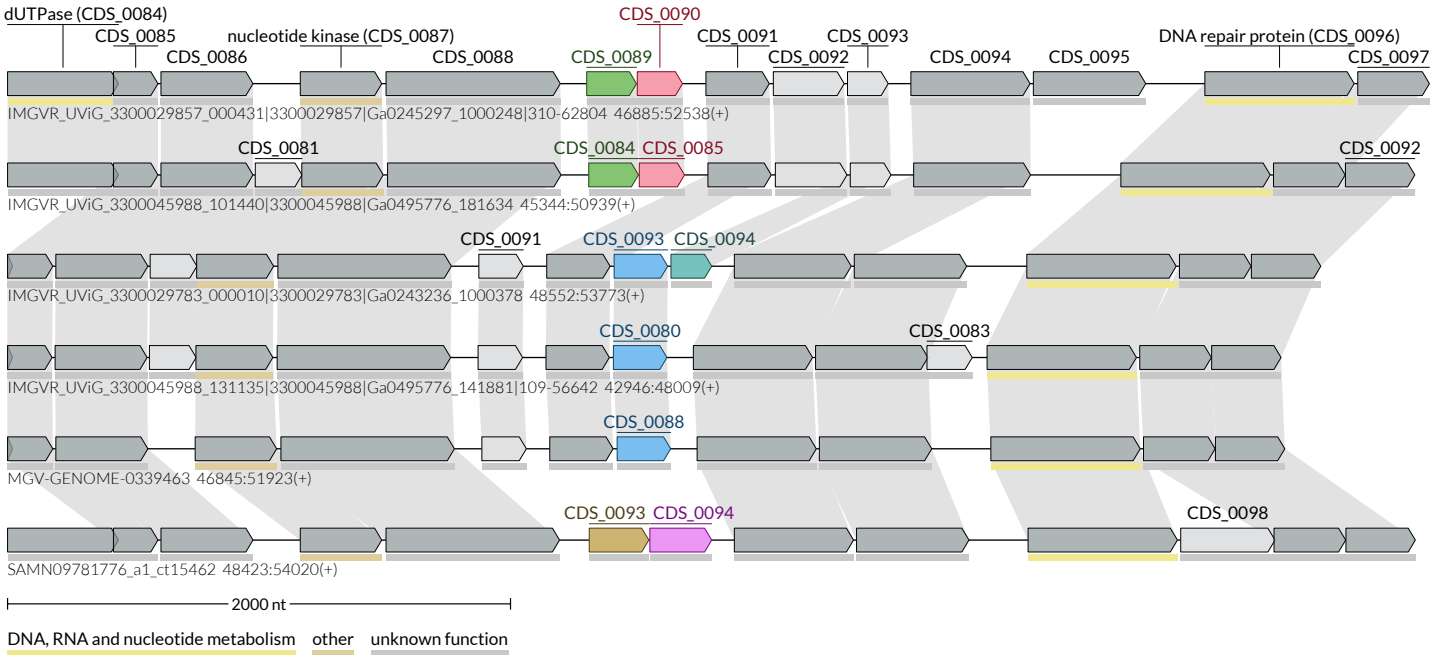 dUTPase (CDS_0084)
CDS_0085
CDS_0086
nucleotide kinase (CDS_0087)
CDS_0088
CDS_0089
CDS_0090
CDS_0091
CDS_0092
CDS_0093
CDS_0094
CDS_0095
DNA repair protein (CDS_0096)
CDS_0097
IMGVR_UViG_3300029857_000431|3300029857|Ga0245297_1000248|310-62804 46885:52538(+)
CDS_0081
CDS_0084
CDS_0085
CDS_0092
IMGVR_UViG_3300045988_101440|3300045988|Ga0495776_181634 45344:50939(+)
CDS_0091
CDS_0093
CDS_0094
IMGVR_UViG_3300029783_000010|3300029783|Ga0243236_1000378 48552:53773(+)
CDS_0080
CDS_0083
IMGVR_UViG_3300045988_131135|3300045988|Ga0495776_141881|109-56642 42946:48009(+)
CDS_0088
MGV-GENOME-0339463 46845:51923(+)
CDS_0093
CDS_0094
CDS_0098
SAMN09781776_a1_ct15462 48423:54020(+)
2000 nt
DNA, RNA and nucleotide metabolism
other
unknown function